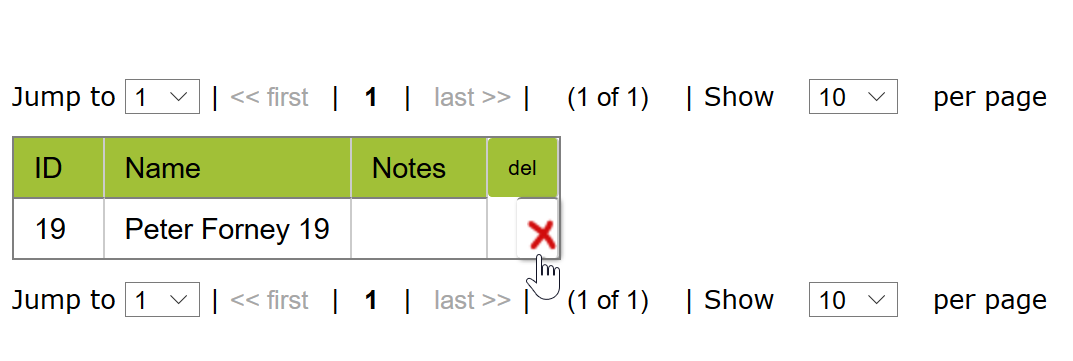 Jump to 1 | << first | 1 | last >> | (1 of 1) | Show 10 per page
ID Name Notes del
19 Peter Forney 19
Jump to 1 | << first | 1 | last >> | (1 of 1) | Show 10 per page